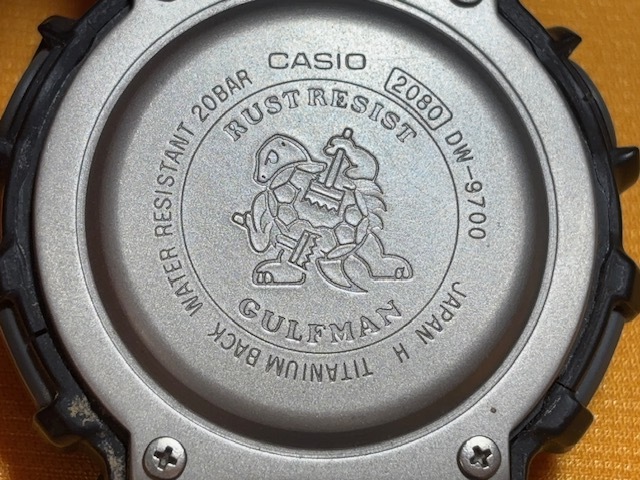 CASIO
2080 DW-9700
JAPAN H
TITANIUM BACK
WATER RESISTANT 20BAR
RUST RESIST
GULFMAN